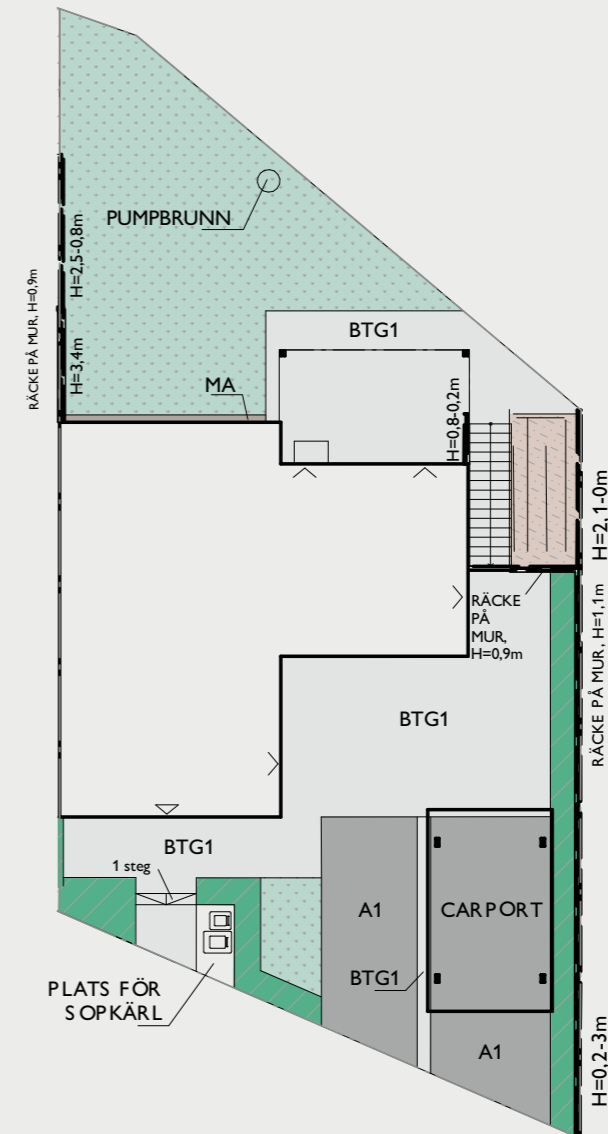 PUMPBRUNN
H=2,5-0,8m
RÄCKE PÅ MUR, H=0,9m
H=3,4m
BTG1
MA
H=0,8-0,2m
H=2,1-0m
RÄCKE
PÅ
MUR,
H=0,9m
RÄCKE PÅ MUR, H=1,1m
BTG1
BTG1
1 steg
A1
CARPORT
BTG1
PLATS FÖR
SOPKÄRL
A1
H=0,2-3m